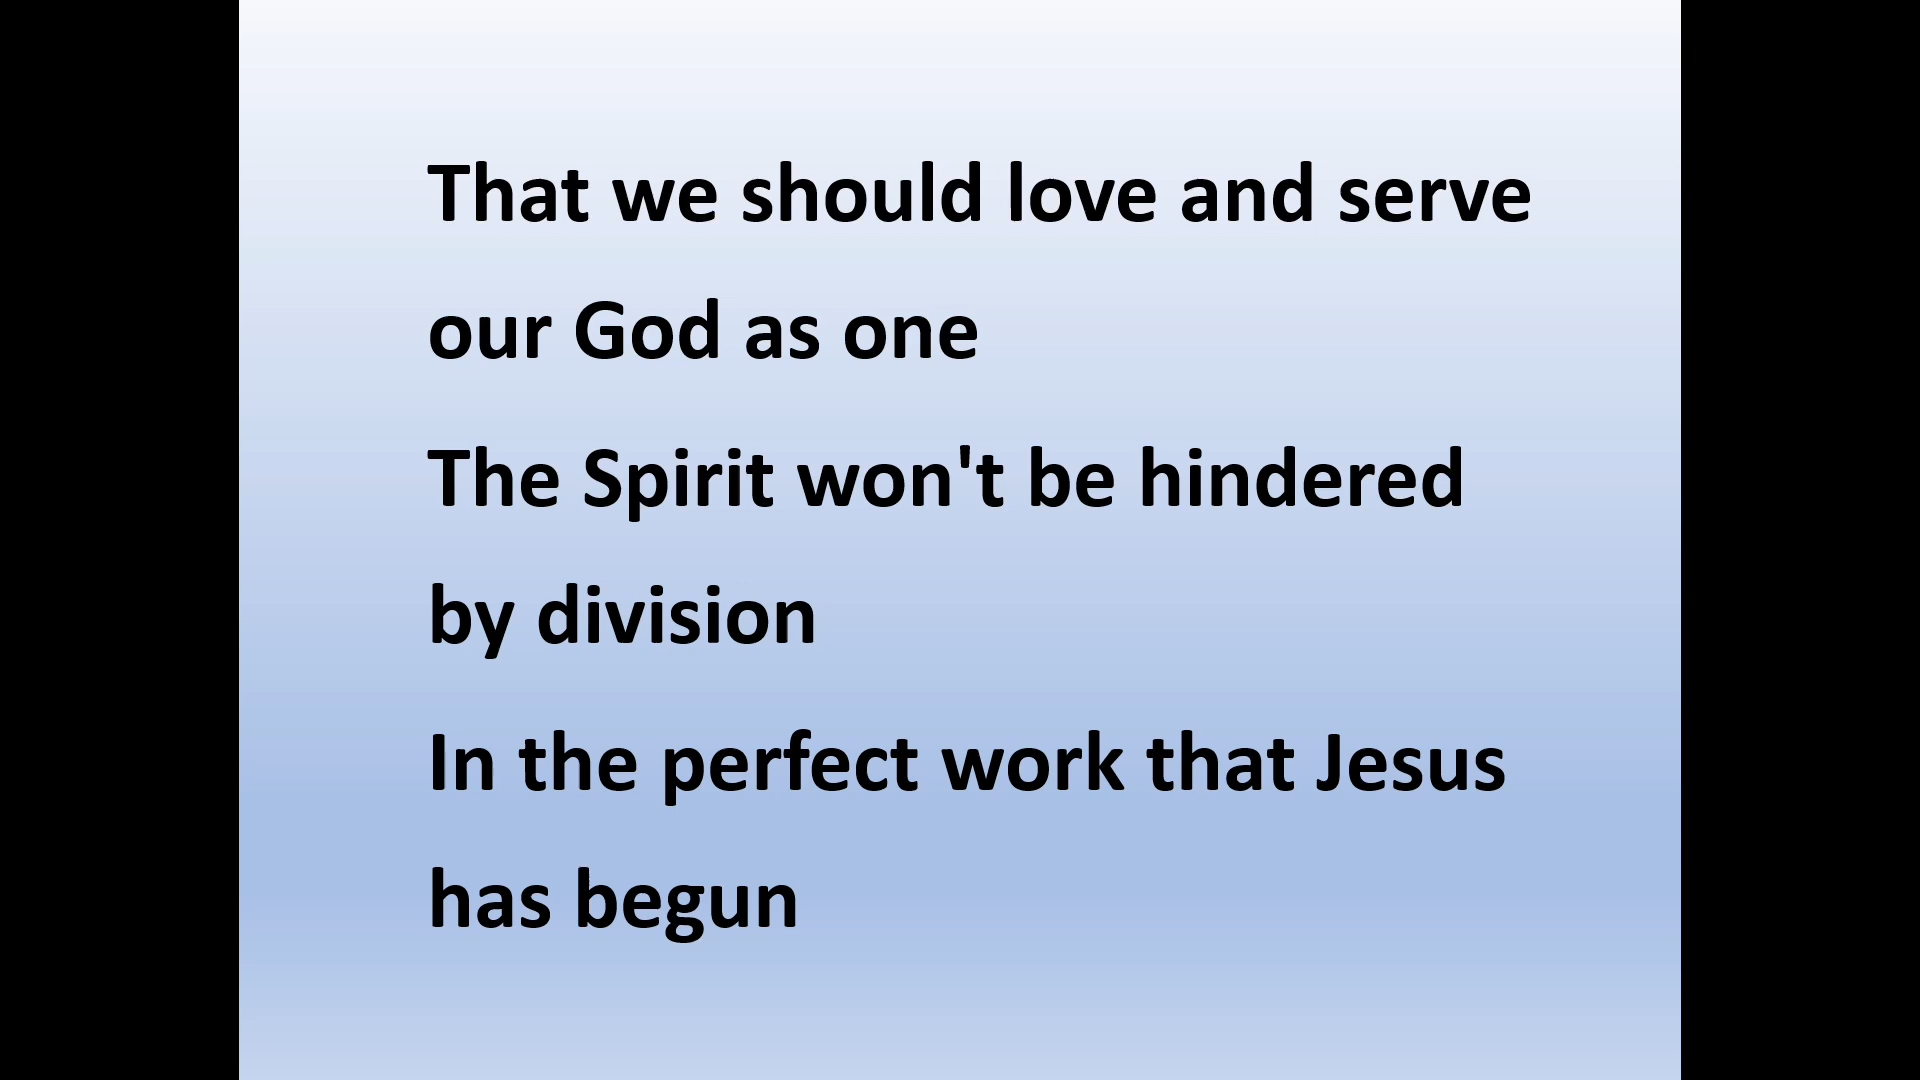 That we should love and serve
our God as one
The Spirit won't be hindered
by division
In the perfect work that Jesus
has begun